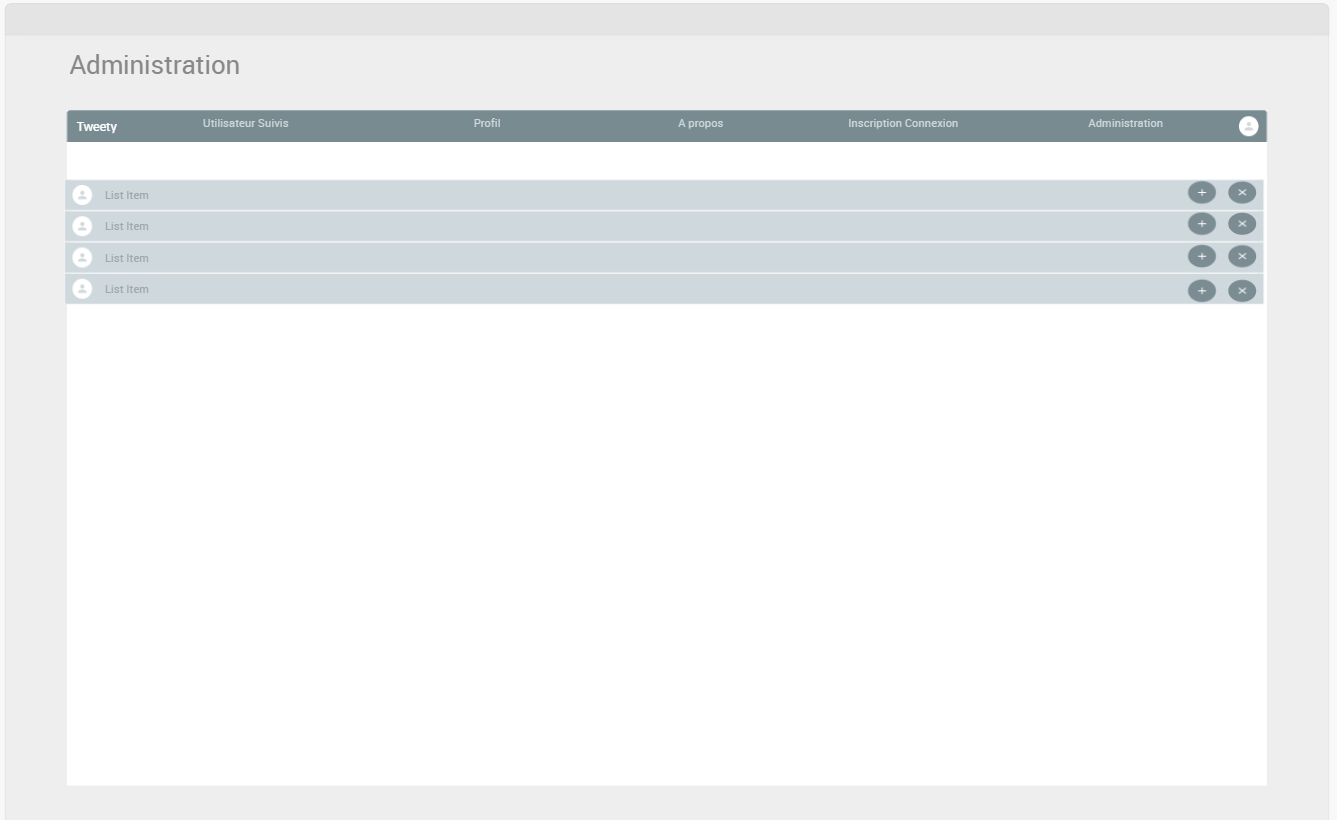 Administration
Tweety Utilisateur Suivis Profil A propos Inscription Connexion Administration
List Item
List Item
List Item
List Item